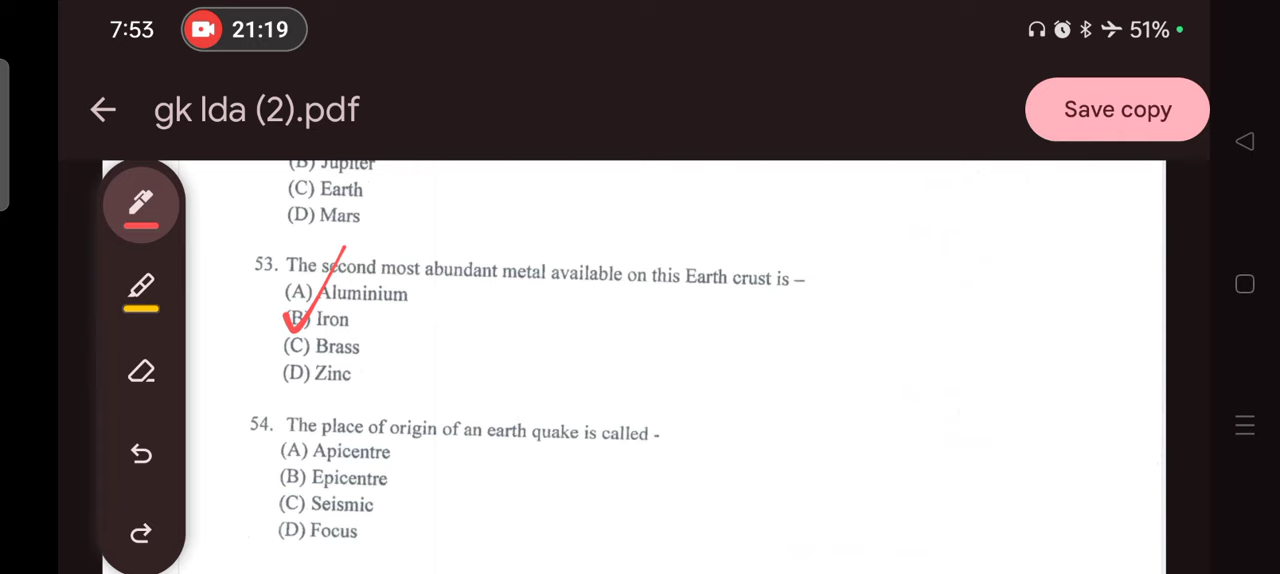 7:53 21:19 51%
gk lda (2).pdf Save copy
(B) Jupiter
(C) Earth
(D) Mars
53. The second most abundant metal available on this Earth crust is –
(A) Aluminium
(B) Iron
(C) Brass
(D) Zinc
54. The place of origin of an earth quake is called -
(A) Apicentre
(B) Epicentre
(C) Seismic
(D) Focus